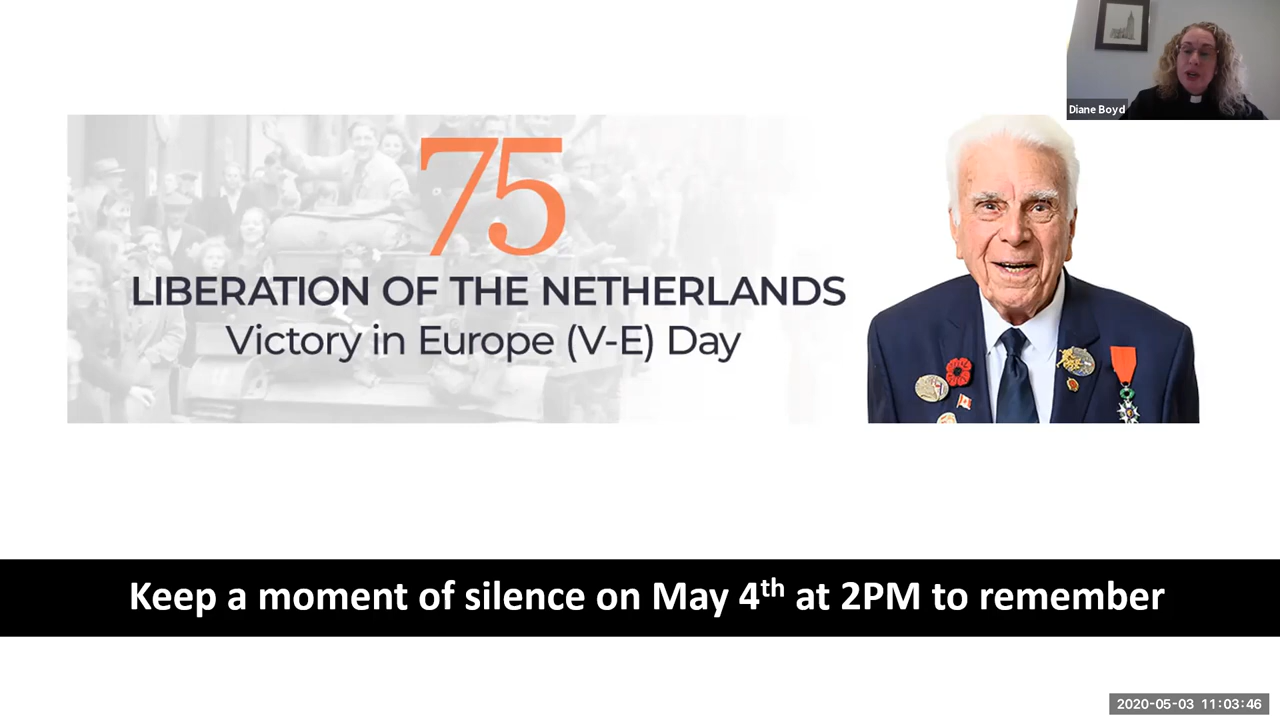 Diane Boyd
75
LIBERATION OF THE NETHERLANDS
Victory in Europe (V-E) Day
Keep a moment of silence on May 4th at 2PM to remember
2020-05-03 11:03:46